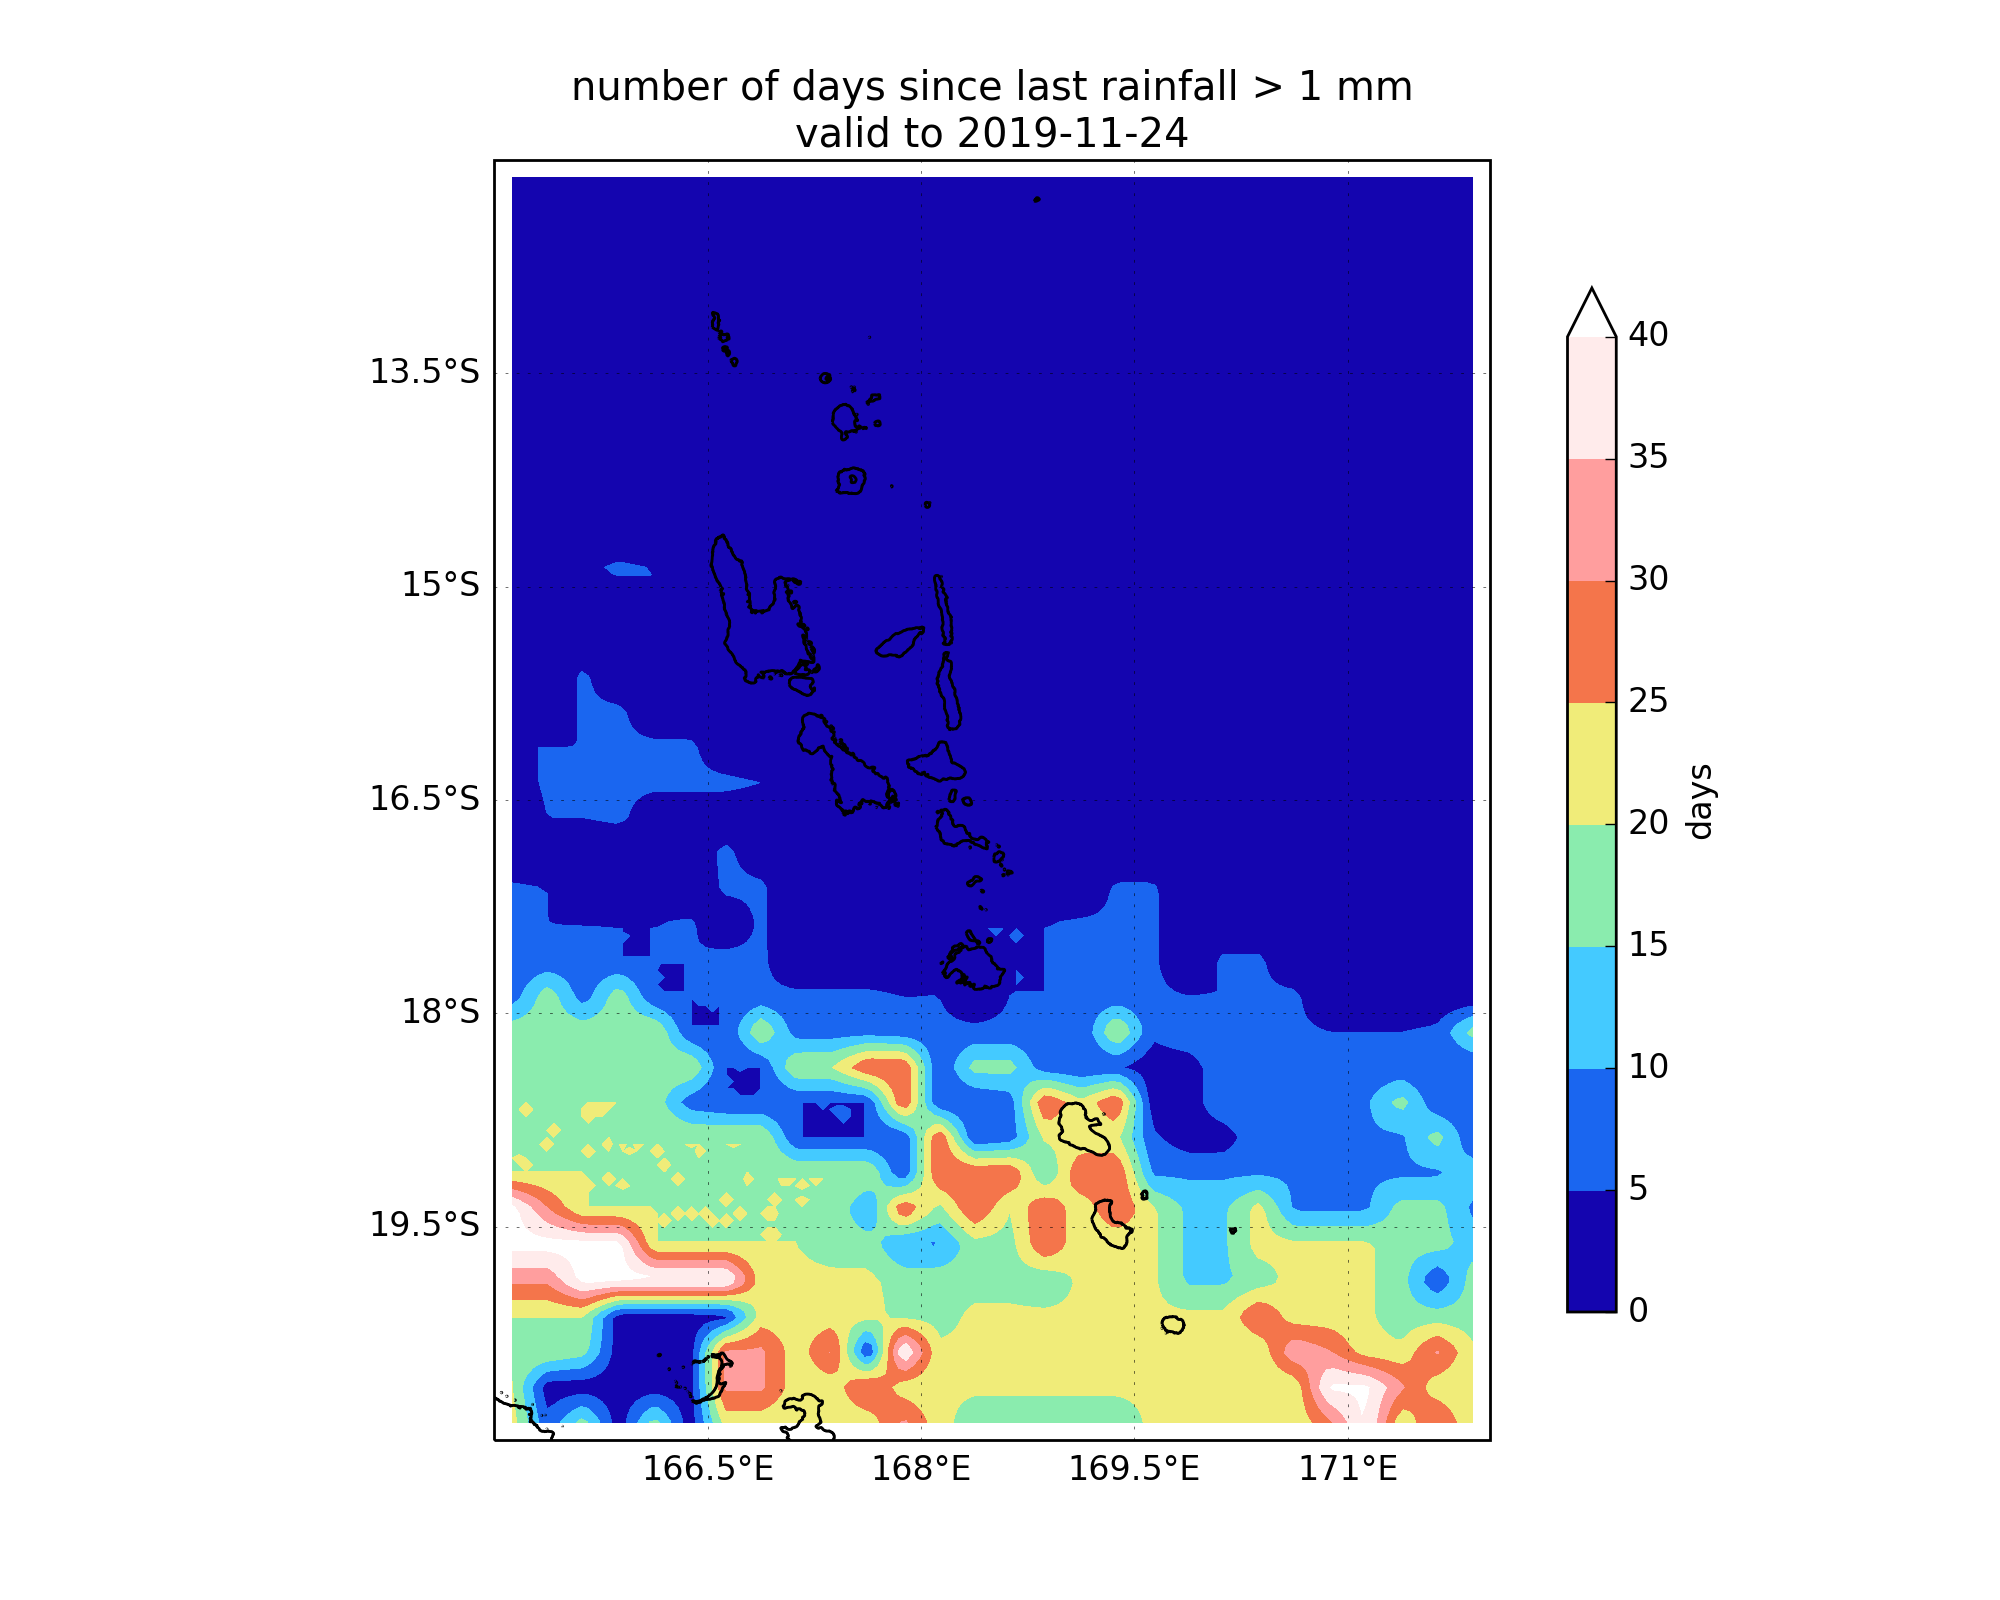 number of days since last rainfall > 1 mm
valid to 2019-11-24
13.5°S
15°S
16.5°S
18°S
19.5°S
166.5°E
168°E
169.5°E
171°E
40
35
30
25
20
15
10
5
0
days